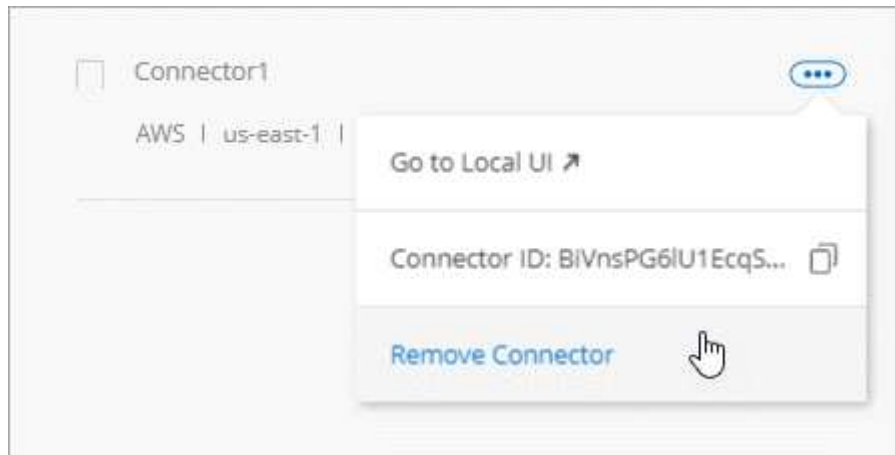 Connector1
AWS | us-east-1 |
Go to Local UI
Connector ID: BiVnsPG6lU1EcqS...
Remove Connector